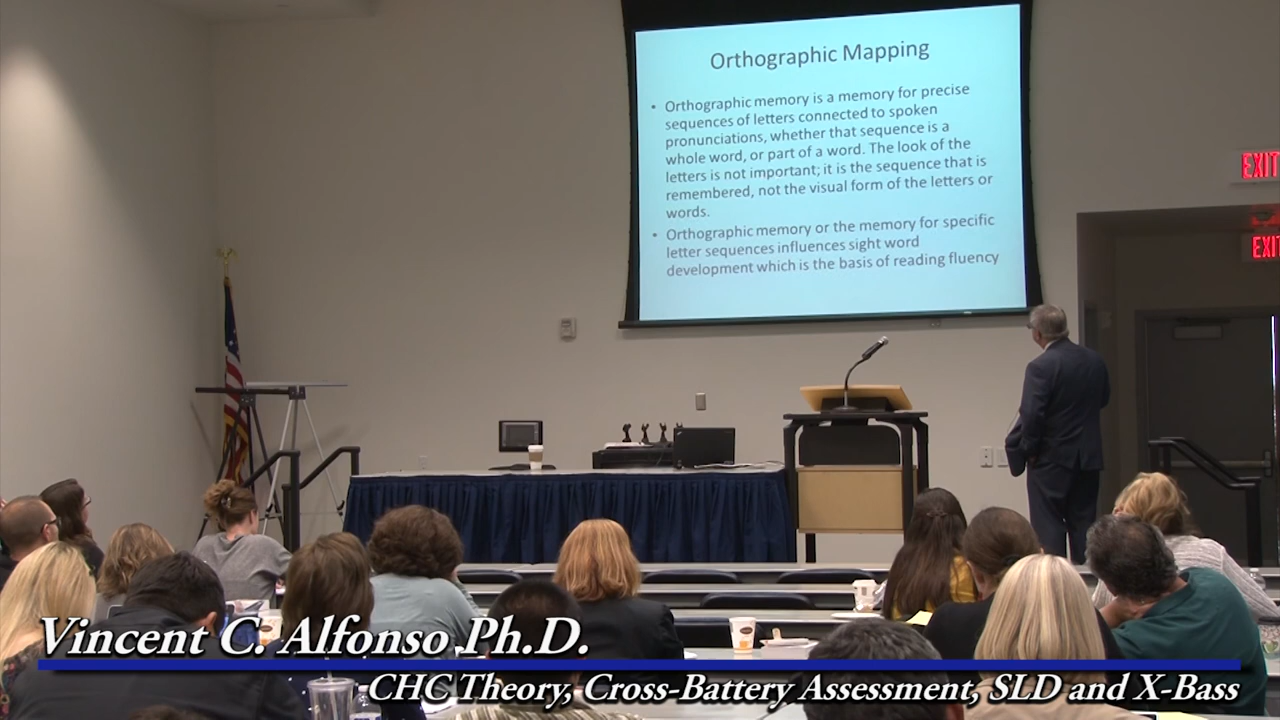 Orthographic Mapping
• Orthographic memory is a memory for precise
sequences of letters connected to spoken
pronunciations, whether that sequence is a
whole word, or part of a word. The look of the
letters is not important; it is the sequence that is
remembered, not the visual form of the letters or
words.
• Orthographic memory or the memory for specific
letter sequences influences sight word
development which is the basis of reading fluency
EXIT
EXIT
Vincent C. Alfonso Ph.D.
CHC Theory, Cross-Battery Assessment, SLD and X-Bass